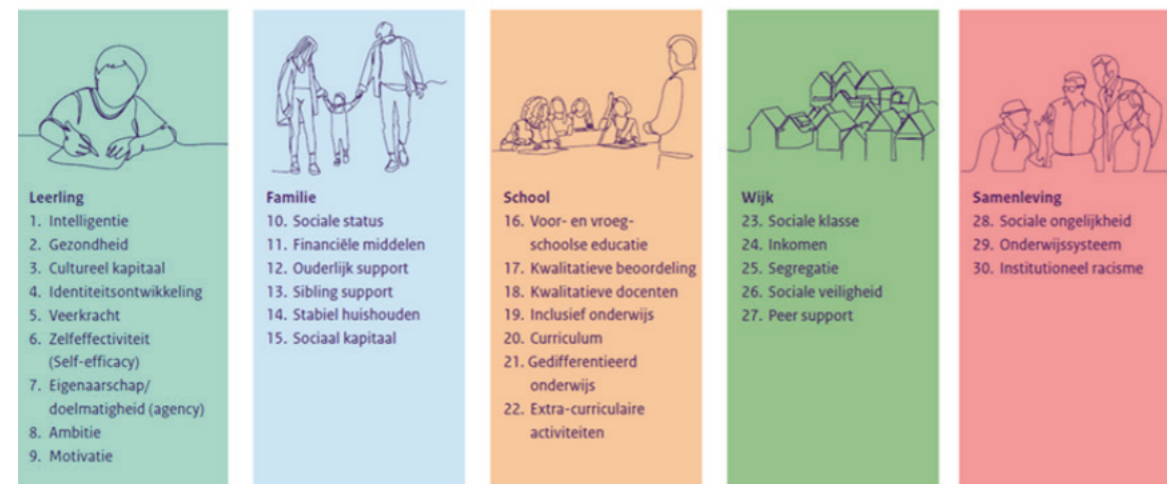 Leerling
1. Intelligentie
2. Gezondheid
3. Cultureel kapitaal
4. Identiteitsontwikkeling
5. Veerkracht
6. Zelfeffectiviteit
(Self-efficacy)
7. Eigenaarschap/
doelmatigheid (agency)
8. Ambitie
9. Motivatie
Familie
10. Sociale status
11. Financiële middelen
12. Ouderlijk support
13. Sibling support
14. Stabiel huishouden
15. Sociaal kapitaal
School
16. Voor- en vroeg-
schoolse educatie
17. Kwalitatieve beoordeling
18. Kwalitatieve docenten
19. Inclusief onderwijs
20. Curriculum
21. Gedifferentieerd
onderwijs
22. Extra-curriculaire
activiteiten
Wijk
23. Sociale klasse
24. Inkomen
25. Segregatie
26. Sociale veiligheid
27. Peer support
Samenleving
28. Sociale ongelijkheid
29. Onderwijssysteem
30. Institutioneel racisme